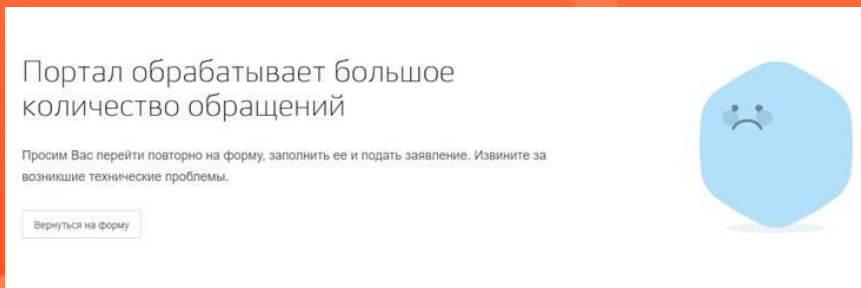 Портал обрабатывает большое
количество обращений
Просим Вас перейти повторно на форму, заполнить ее и подать заявление. Извините за
возникшие технические проблемы.
Вернуться на форму